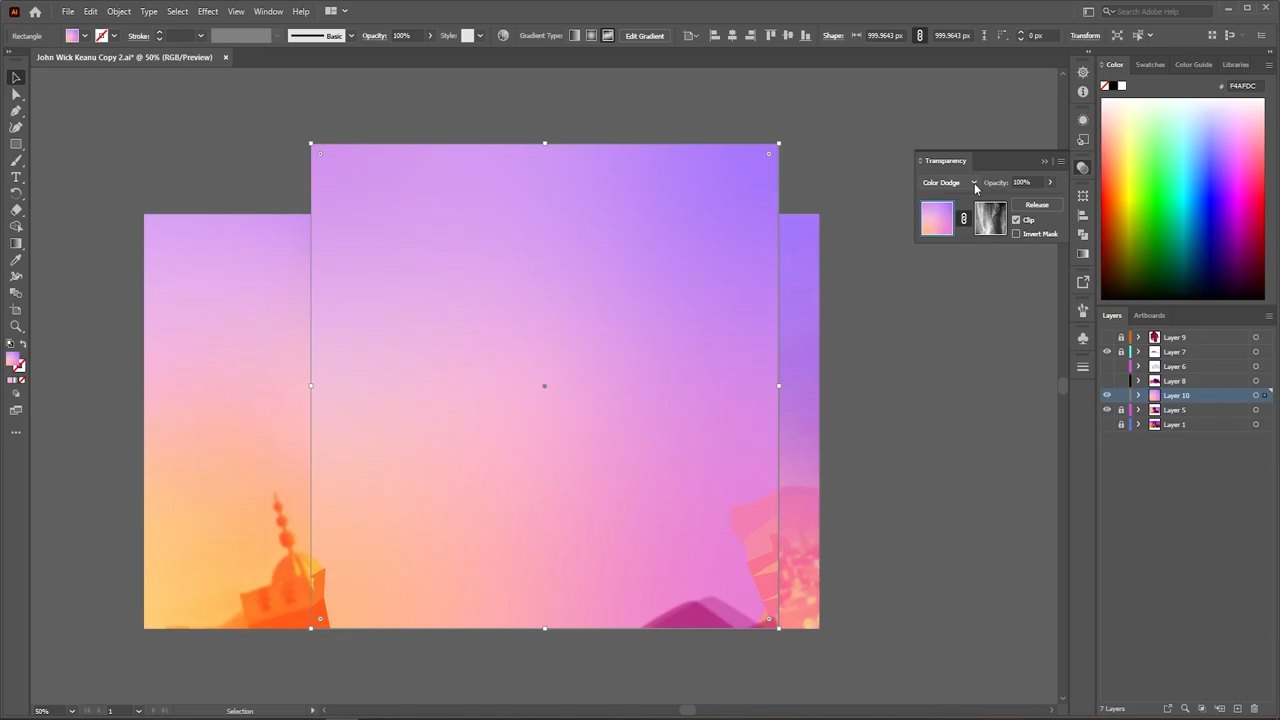 Ai File Edit Object Type Select Effect View Window Help Search Adobe Help
Rectangle Stroke: Basic Opacity: 100% Style: Gradient Type: Edit Gradient Shape: 999.9643 px 999.9643 px 0 px Transform
John Wick Keanu Copy 2.ai* @ 50% (RGB/Preview)
Color Swatches Color Guide Libraries
# F4AFDC
Transparency
Color Dodge Opacity: 100%
Release
Clip
Invert Mask
Layers Artboards
Layer 9
Layer 7
Layer 6
Layer 8
Layer 10
Layer 5
Layer 1
7 Layers
50% 1 Selection